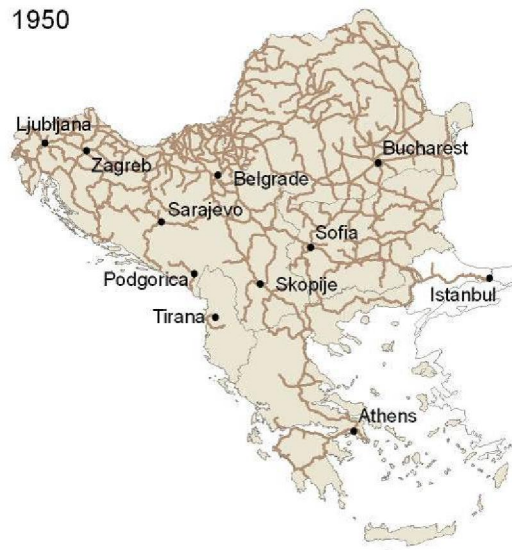 1950
Ljubljana
Zagreb
Bucharest
Belgrade
Sarajevo
Sofia
Podgorica
Skopije
Istanbul
Tirana
Athens